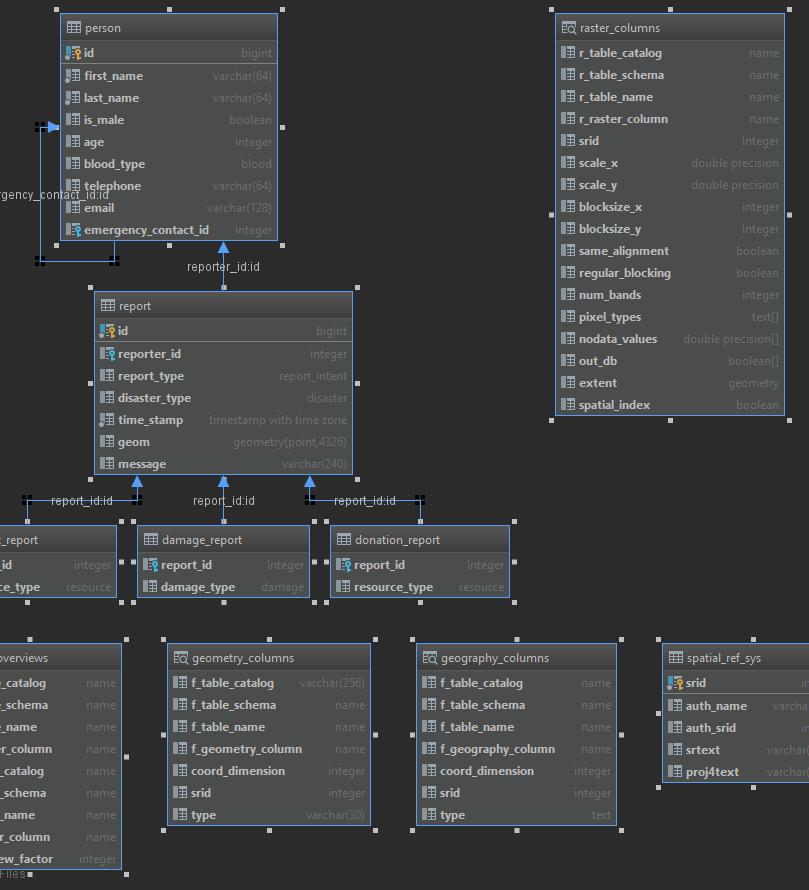 person
id bigint
first_name varchar(64)
last_name varchar(64)
is_male boolean
age integer
blood_type blood
telephone varchar(64)
email varchar(128)
emergency_contact_id integer
rgency_contact_id:id
reporter_id:id
raster_columns
r_table_catalog name
r_table_schema name
r_table_name name
r_raster_column name
srid integer
scale_x double precision
scale_y double precision
blocksize_x integer
blocksize_y integer
same_alignment boolean
regular_blocking boolean
num_bands integer
pixel_types text[]
nodata_values double precision[]
out_db boolean[]
extent geometry
spatial_index boolean
report
id bigint
reporter_id integer
report_type report_intent
disaster_type disaster
time_stamp timestamp with time zone
geom geometry(point,4326)
message varchar(240)
report_id:id
report_id:id
report_id:id
t_report
_id integer
ce_type resource
damage_report
report_id integer
damage_type damage
donation_report
report_id integer
resource_type resource
overviews
e_catalog name
e_schema name
e_name name
er_column name
_catalog name
_schema name
_name name
r_column name
ew_factor integer
Files
geometry_columns
f_table_catalog varchar(256)
f_table_schema name
f_table_name name
f_geometry_column name
coord_dimension integer
srid integer
type varchar(30)
geography_columns
f_table_catalog name
f_table_schema name
f_table_name name
f_geography_column name
coord_dimension integer
srid integer
type text
spatial_ref_sys
srid in
auth_name varcha
auth_srid in
srtext varchar(
proj4text varchar(